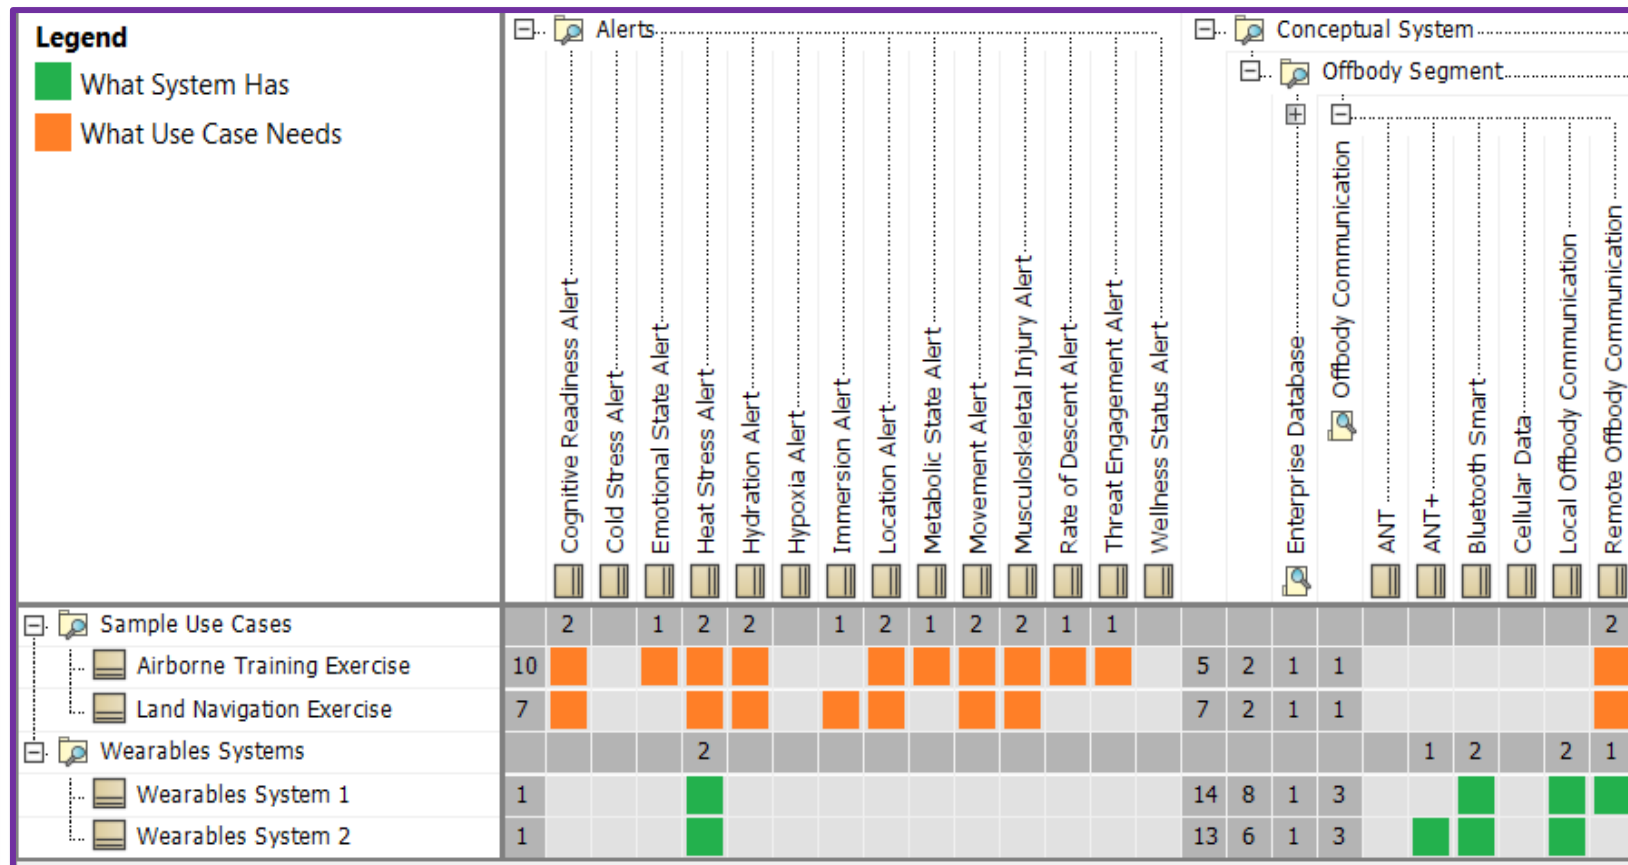 Legend
What System Has
What Use Case Needs
Alerts
Conceptual System
Offbody Segment
Cognitive Readiness Alert
Cold Stress Alert
Emotional State Alert
Heat Stress Alert
Hydration Alert
Hypoxia Alert
Immersion Alert
Location Alert
Metabolic State Alert
Movement Alert
Musculoskeletal Injury Alert
Rate of Descent Alert
Threat Engagement Alert
Wellness Status Alert
Enterprise Database
Offbody Communication
ANT
ANT+
Bluetooth Smart
Cellular Data
Local Offbody Communication
Remote Offbody Communication
Sample Use Cases 2 1 2 2 1 2 1 2 2 1 1 2
Airborne Training Exercise 10 5 2 1 1
Land Navigation Exercise 7 7 2 1 1
Wearables Systems 2 1 2 2 1
Wearables System 1 1 14 8 1 3
Wearables System 2 1 13 6 1 3